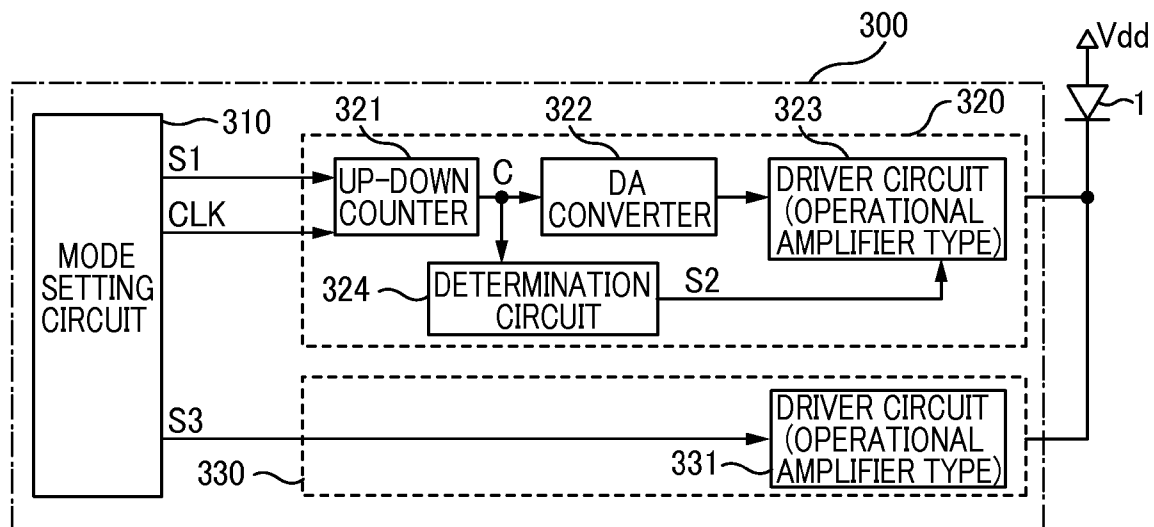 300
Vdd
1
310
321
322
323
320
S1
CLK
UP-DOWN
COUNTER
C
DA
CONVERTER
DRIVER CIRCUIT
(OPERATIONAL
AMPLIFIER TYPE)
MODE
SETTING
CIRCUIT
324
DETERMINATION
CIRCUIT
S2
S3
DRIVER CIRCUIT
(OPERATIONAL
AMPLIFIER TYPE)
330
331